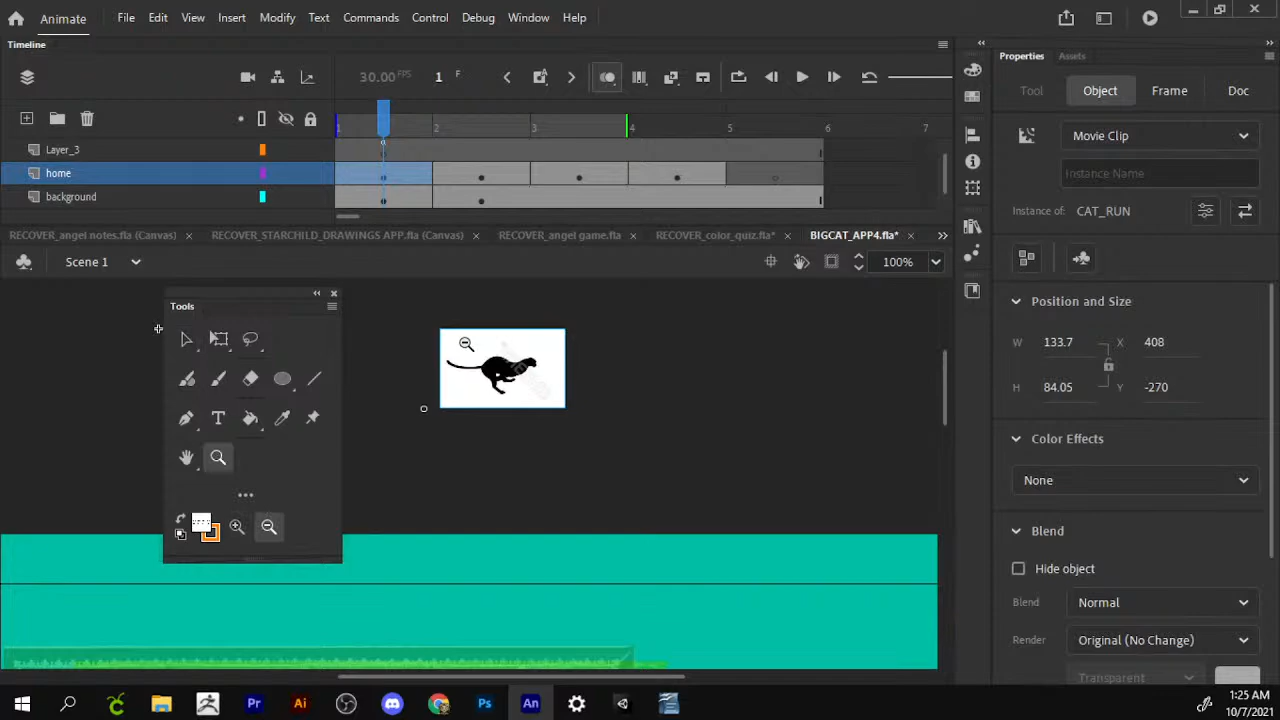 Animate File Edit View Insert Modify Text Commands Control Debug Window Help
Timeline
30.00 FPS 1 F
1 2 3 4 5 6 7
Layer_3
home
background
RECOVER_angel notes.fla (Canvas) RECOVER_STARCHILD_DRAWINGS APP.fla (Canvas) RECOVER_angel game.fla RECOVER_color_quiz.fla* BIGCAT_APP4.fla*
Scene 1 100%
Tools
Properties Assets
Tool Object Frame Doc
Movie Clip
Instance Name
Instance of: CAT_RUN
Position and Size
W 133.7 X 408
H 84.05 Y -270
Color Effects
None
Blend
Hide object
Blend Normal
Render Original (No Change)
Transparent
Pr Ai Ps An
1:25 AM
10/7/2021